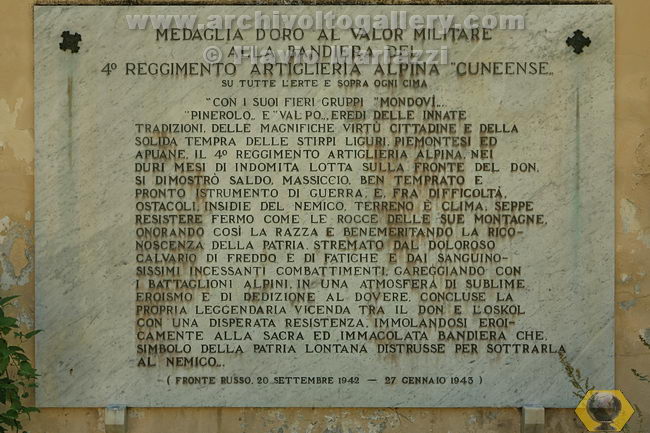 www.archivoltogallery.com
MEDAGLIA D'ORO AL VALOR MILITARE
© Flavio
ALLA BANDIERA DEL
4º REGGIMENTO ARTIGLIERIA ALPINA "CUNEENSE„
SU TUTTE L'ERTE E SOPRA OGNI CIMA
"CON I SUOI FIERI GRUPPI "MONDOVÌ„,
"PINEROLO„ E "VAL PO„, EREDI DELLE INNATE
TRADIZIONI, DELLE MAGNIFICHE VIRTÙ CITTADINE E DELLA
SOLIDA TEMPRA DELLE STIRPI LIGURI, PIEMONTESI ED
APUANE, IL 4º REGGIMENTO ARTIGLIERIA ALPINA, NEI
DURI MESI DI INDOMITA LOTTA SULLA FRONTE DEL DON,
SI DIMOSTRÒ SALDO, MASSICCIO, BEN TEMPRATO E
PRONTO ISTRUMENTO DI GUERRA, E, FRA DIFFICOLTÀ,
OSTACOLI, INSIDIE DEL NEMICO, TERRENO E CLIMA, SEPPE
RESISTERE FERMO COME LE ROCCE DELLE SUE MONTAGNE,
ONORANDO COSÌ LA RAZZA E BENEMERITANDO LA RICO-
NOSCENZA DELLA PATRIA. STREMATO DAL DOLOROSO
CALVARIO DI FREDDO E DI FATICHE E DAI SANGUINO-
SISSIMI INCESSANTI COMBATTIMENTI, GAREGGIANDO CON
I BATTAGLIONI ALPINI, IN UNA ATMOSFERA DI SUBLIME
EROISMO E DI DEDIZIONE AL DOVERE, CONCLUSE LA
PROPRIA LEGGENDARIA VICENDA TRA IL DON E L'OSKOL
CON UNA DISPERATA RESISTENZA, IMMOLANDOSI EROI-
CAMENTE ALLA SACRA ED IMMACOLATA BANDIERA CHE,
SIMBOLO DELLA PATRIA LONTANA DISTRUSSE PER SOTTRARLA
AL NEMICO„.
( FRONTE RUSSO, 20 SETTEMBRE 1942 — 27 GENNAIO 1943 )